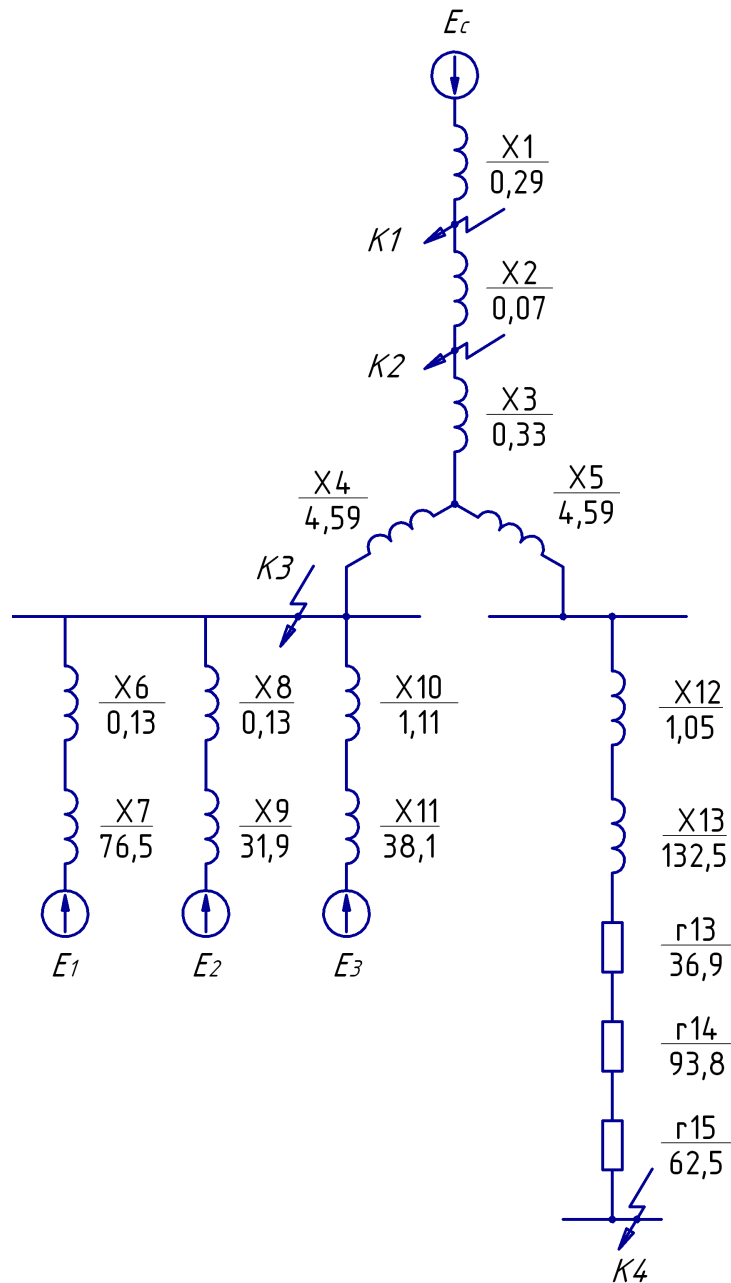 Eс
X1
0,29
K1
X2
0,07
K2
X3
0,33
X4
4,59
X5
4,59
K3
X6
0,13
X8
0,13
X10
1,11
X12
1,05
X7
76,5
X9
31,9
X11
38,1
X13
132,5
E1
E2
E3
r13
36,9
r14
93,8
r15
62,5
K4